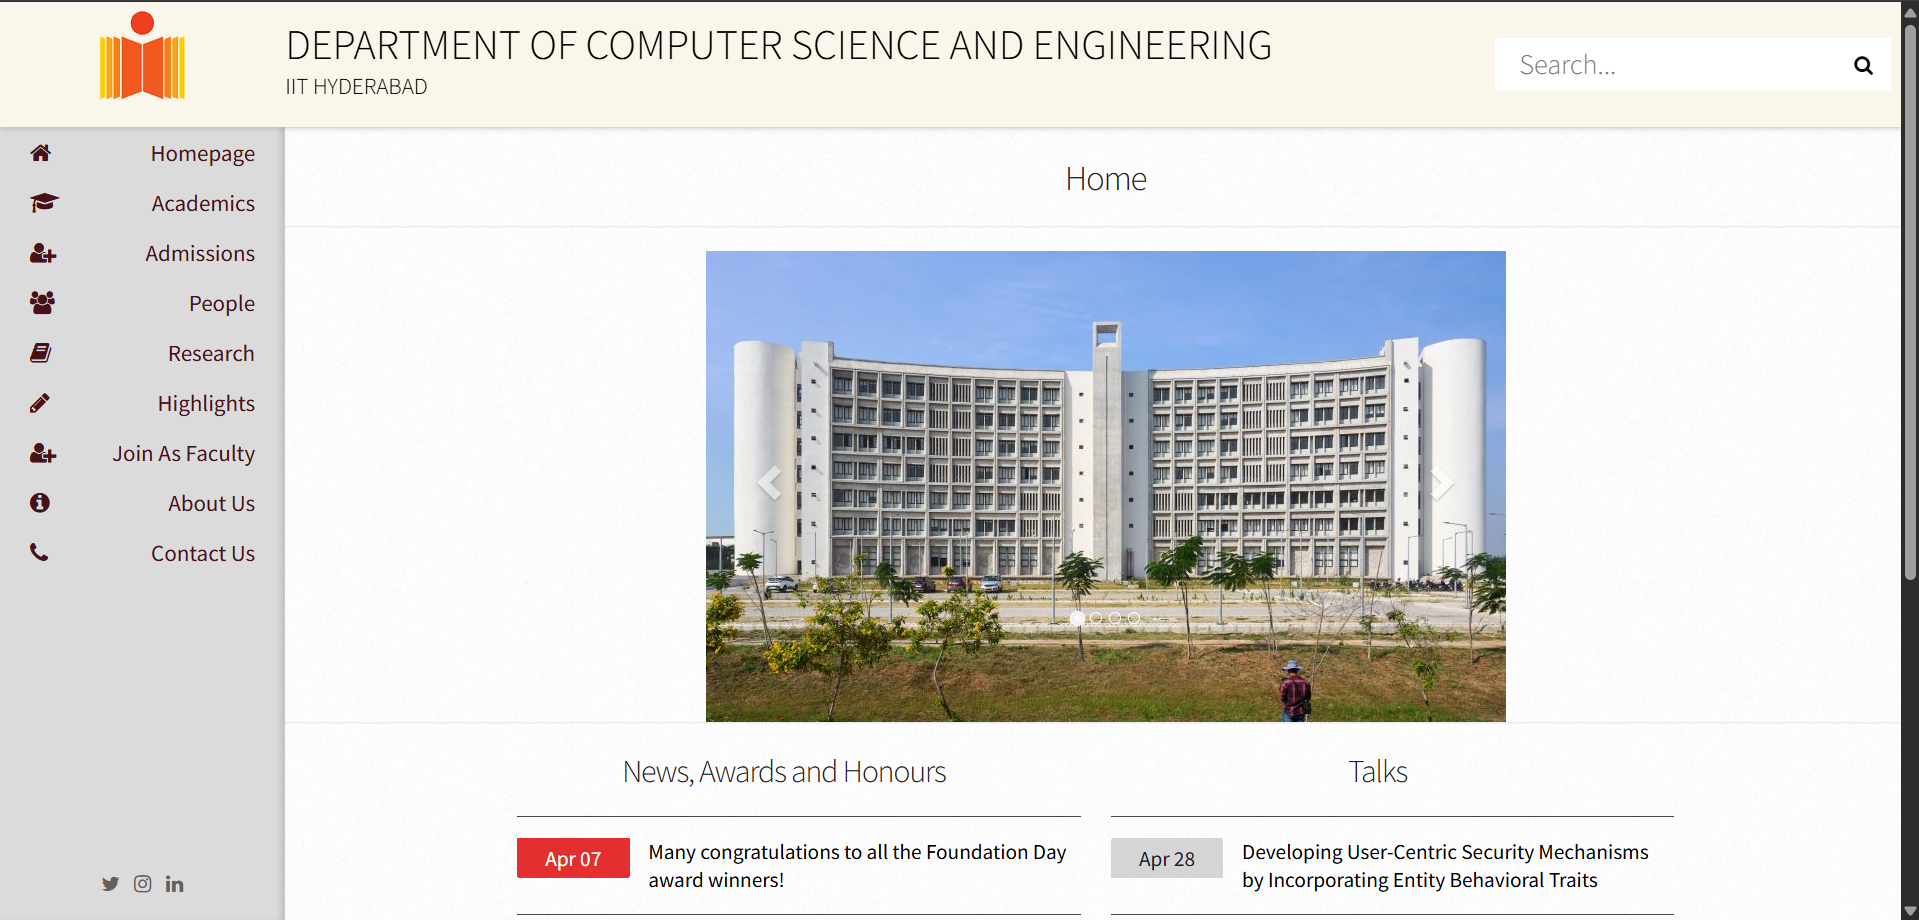 DEPARTMENT OF COMPUTER SCIENCE AND ENGINEERING
IIT HYDERABAD
Search...
Homepage
Academics
Admissions
People
Research
Highlights
Join As Faculty
About Us
Contact Us
Home
News, Awards and Honours
Apr 07
Many congratulations to all the Foundation Day
award winners!
Talks
Apr 28
Developing User-Centric Security Mechanisms
by Incorporating Entity Behavioral Traits